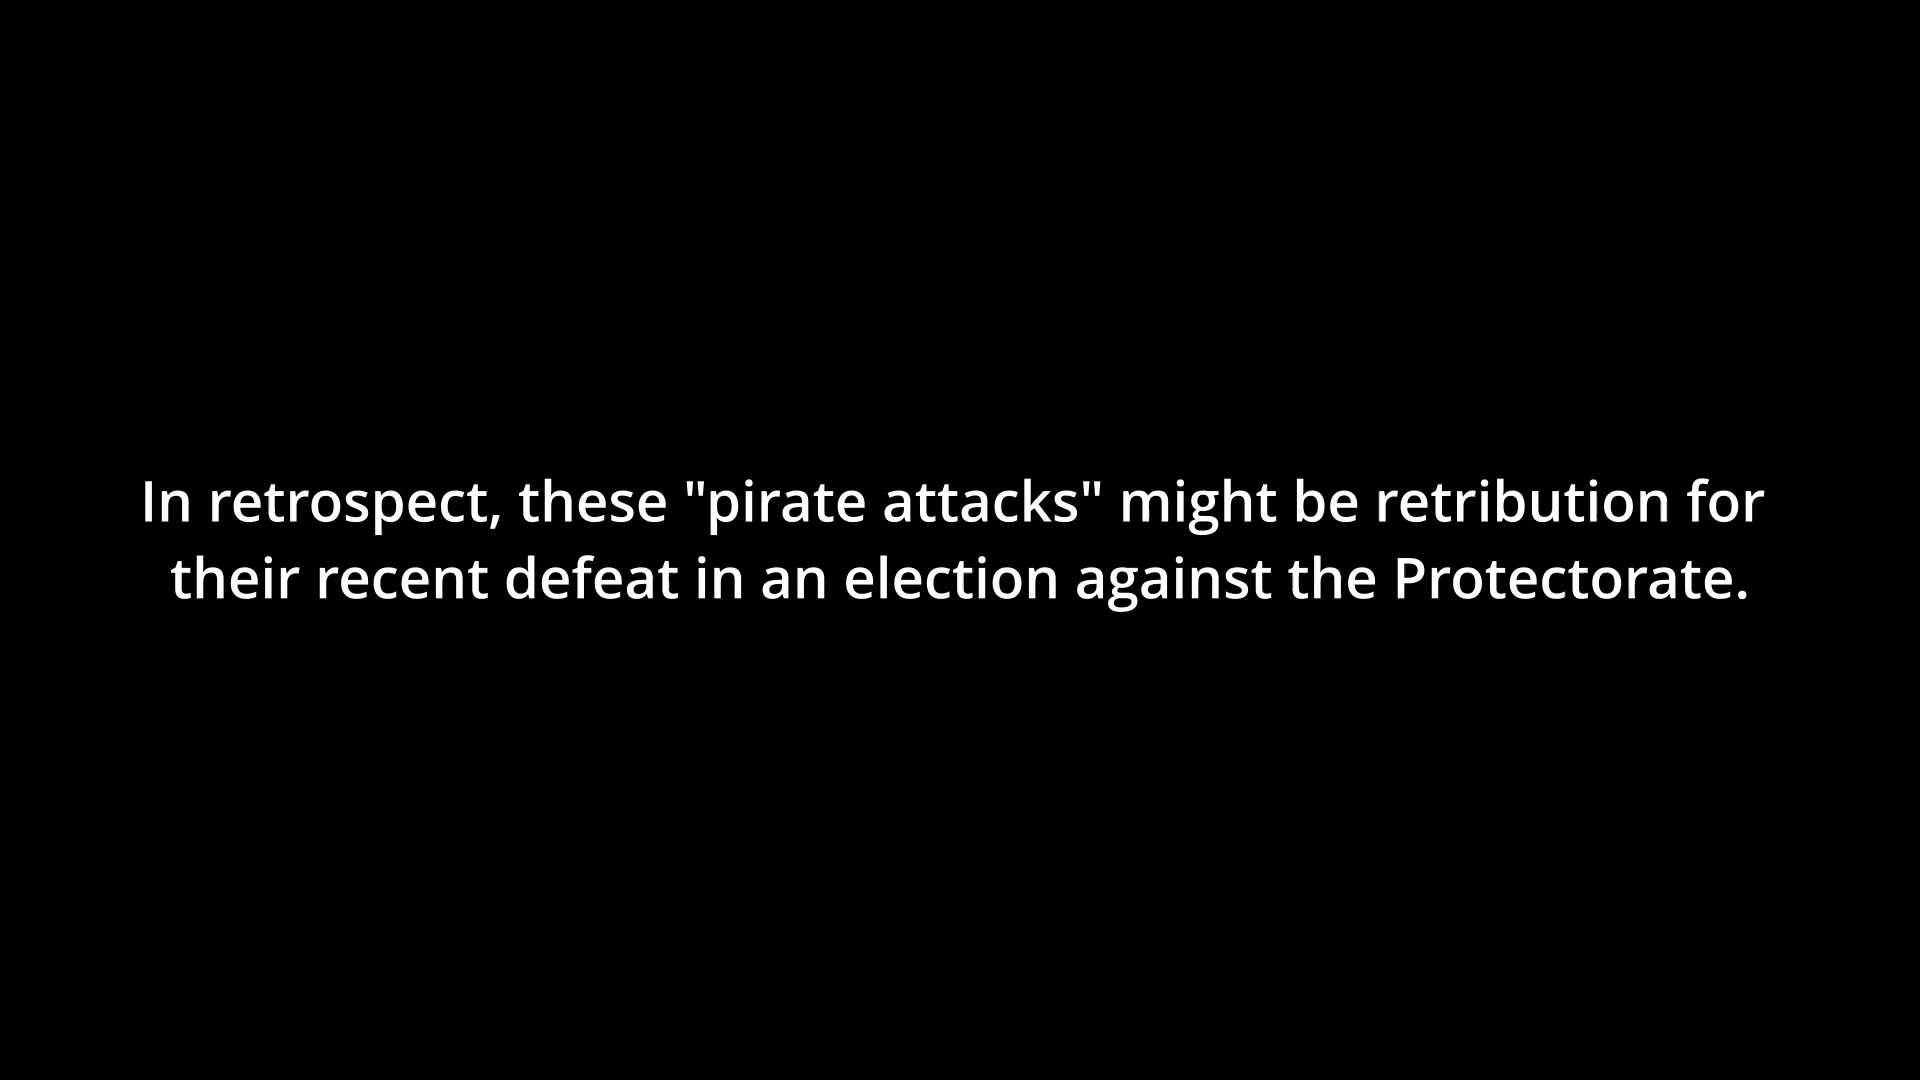 In retrospect, these "pirate attacks" might be retribution for
their recent defeat in an election against the Protectorate.